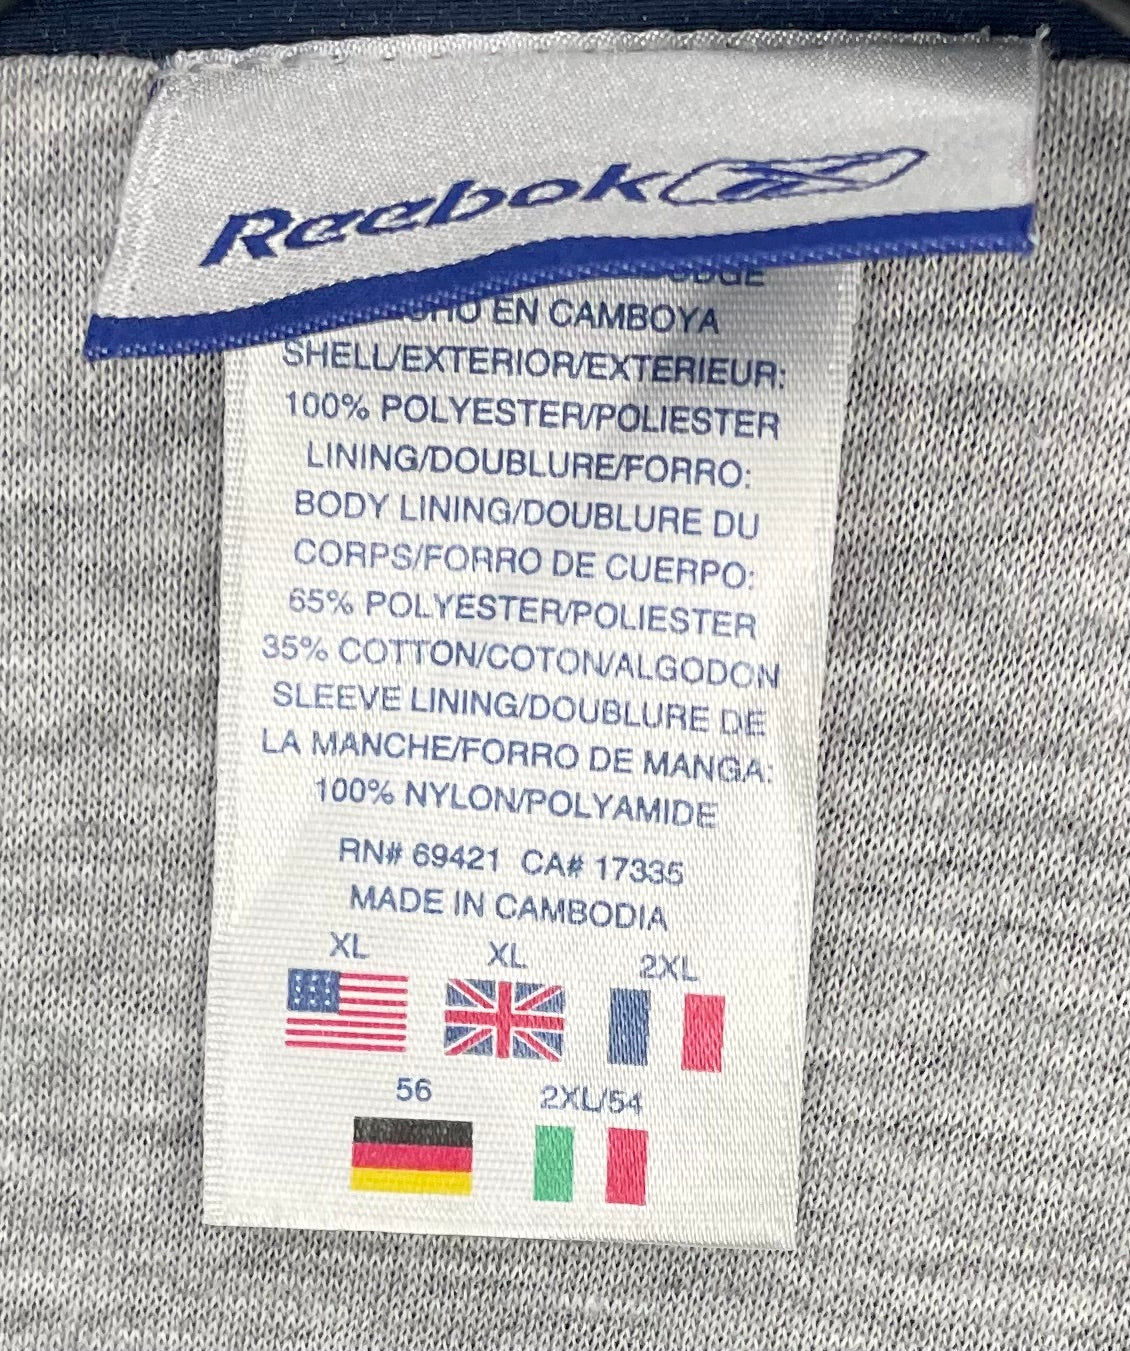 Reebok
EN CAMBOYA
SHELL/EXTERIOR/EXTERIEUR:
100% POLYESTER/POLIESTER
LINING/DOUBLURE/FORRO:
BODY LINING/DOUBLURE DU
CORPS/FORRO DE CUERPO:
65% POLYESTER/POLIESTER
35% COTTON/COTON/ALGODON
SLEEVE LINING/DOUBLURE DE
LA MANCHE/FORRO DE MANGA:
100% NYLON/POLYAMIDE
RN# 69421 CA# 17335
MADE IN CAMBODIA
XL XL 2XL
56 2XL/54